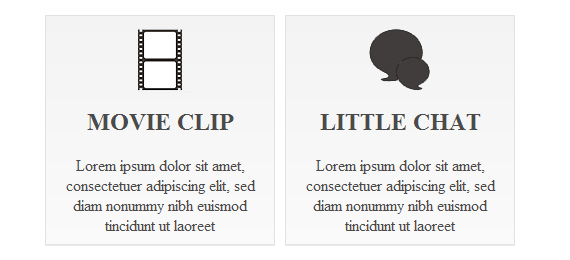 MOVIE CLIP
Lorem ipsum dolor sit amet,
consectetuer adipiscing elit, sed
diam nonummy nibh euismod
tincidunt ut laoreet
LITTLE CHAT
Lorem ipsum dolor sit amet,
consectetuer adipiscing elit, sed
diam nonummy nibh euismod
tincidunt ut laoreet